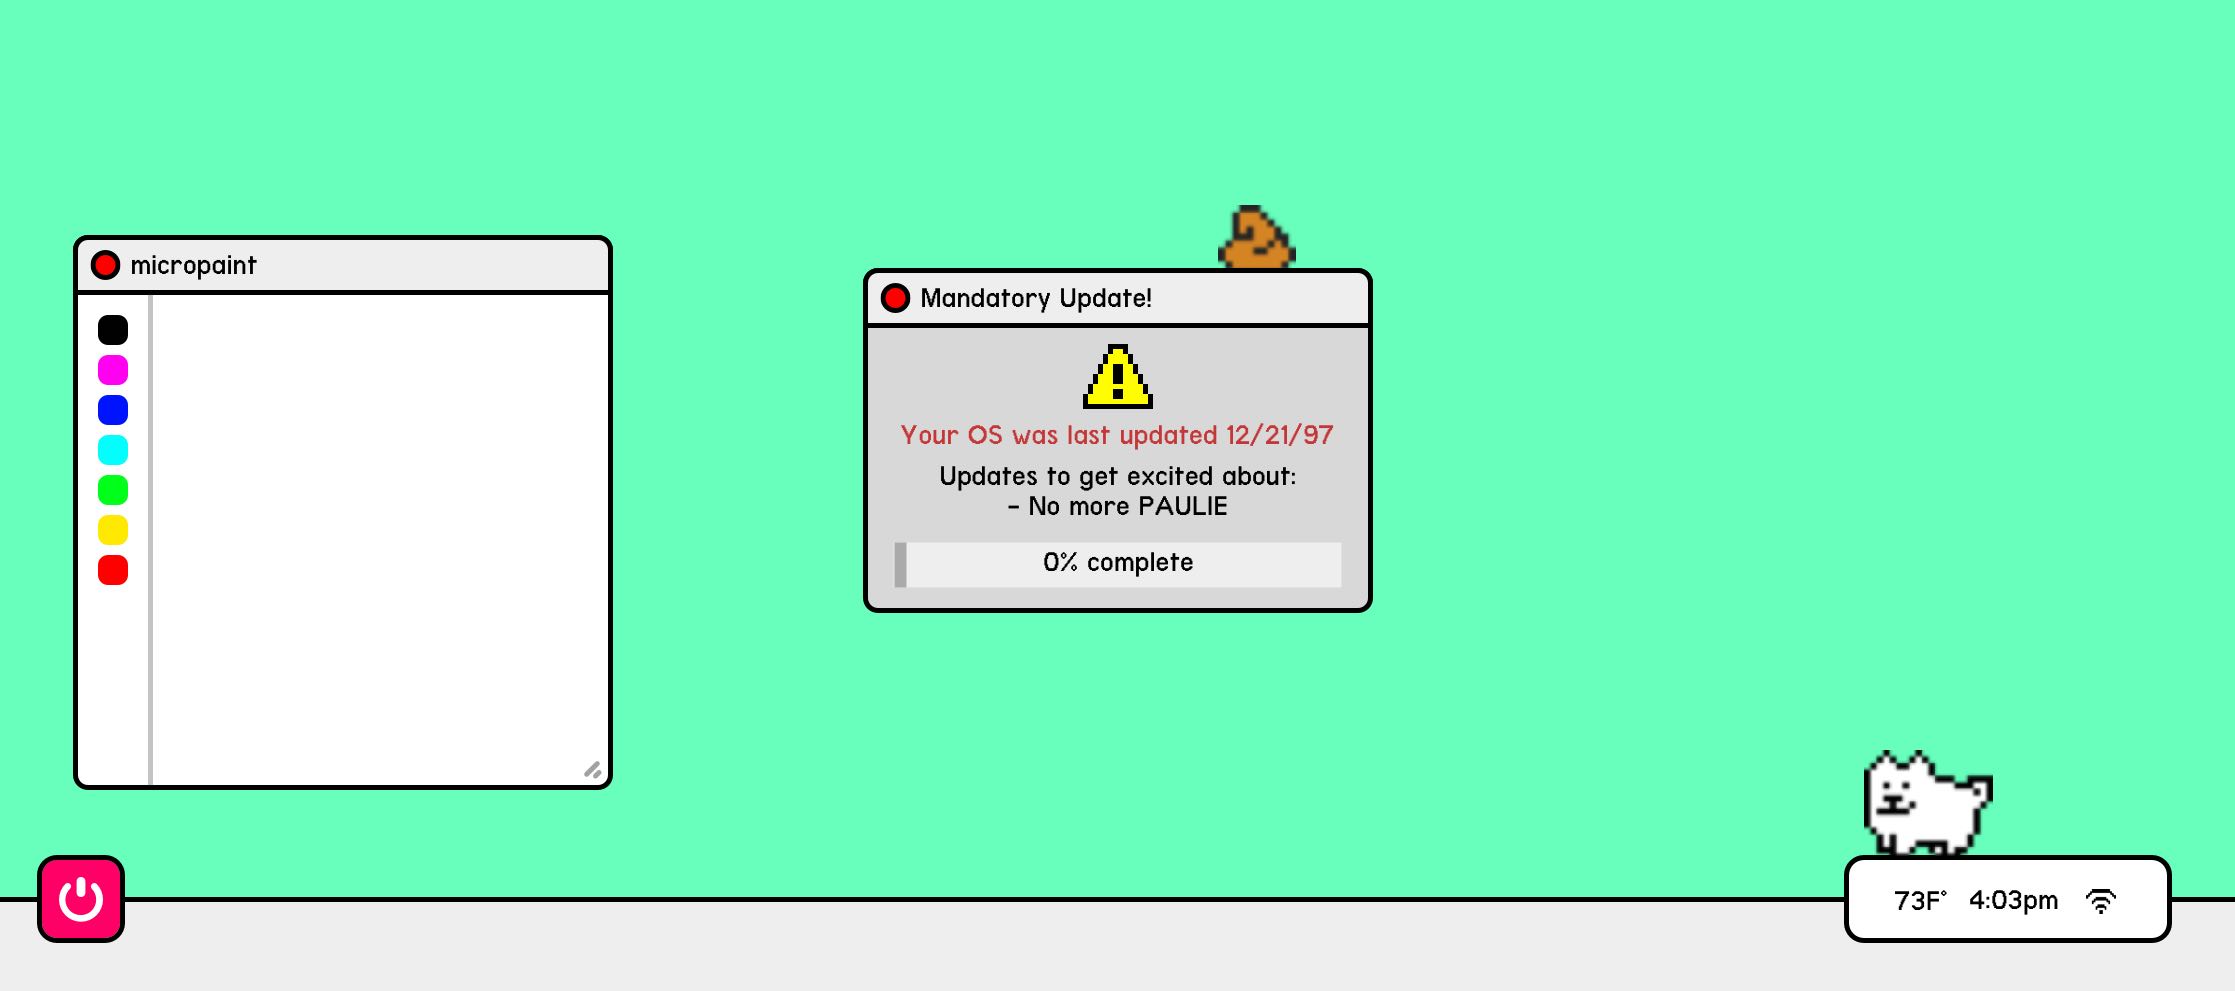 micropaint
Mandatory Update!
Your OS was last updated 12/21/97
Updates to get excited about:
- No more PAULIE
0% complete
73F° 4:03pm